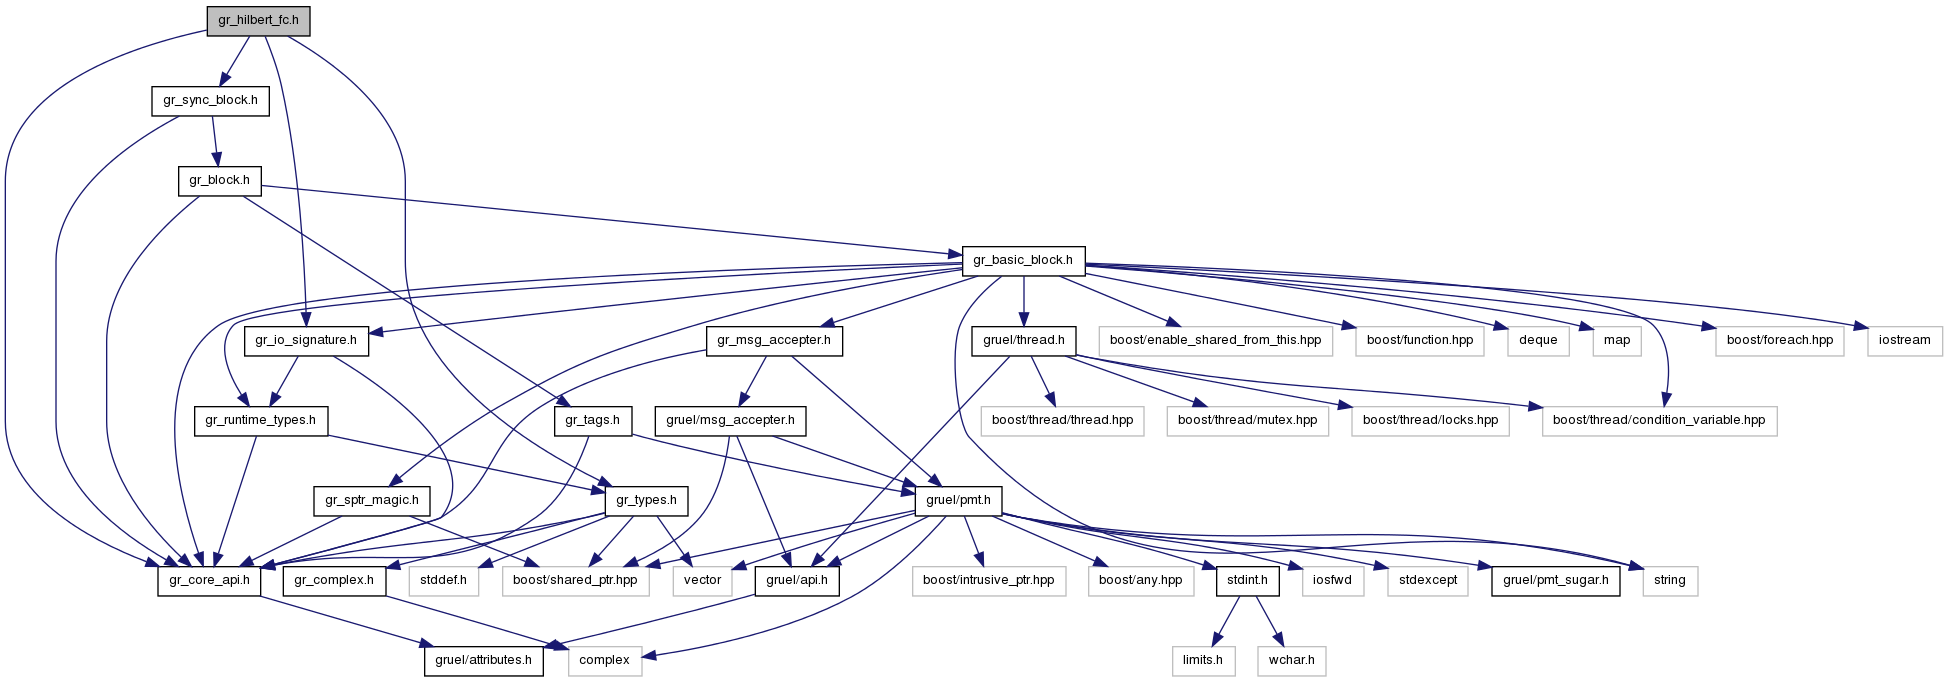 gr_hilbert_fc.h
gr_sync_block.h
gr_block.h
gr_basic_block.h
gr_io_signature.h
gr_msg_accepter.h
gruel/thread.h
boost/enable_shared_from_this.hpp
boost/function.hpp
deque
map
boost/foreach.hpp
iostream
gr_runtime_types.h
gr_tags.h
gruel/msg_accepter.h
boost/thread/thread.hpp
boost/thread/mutex.hpp
boost/thread/locks.hpp
boost/thread/condition_variable.hpp
gr_sptr_magic.h
gr_types.h
gruel/pmt.h
gr_core_api.h
gr_complex.h
stddef.h
boost/shared_ptr.hpp
vector
gruel/api.h
boost/intrusive_ptr.hpp
boost/any.hpp
stdint.h
iosfwd
stdexcept
gruel/pmt_sugar.h
string
gruel/attributes.h
complex
limits.h
wchar.h